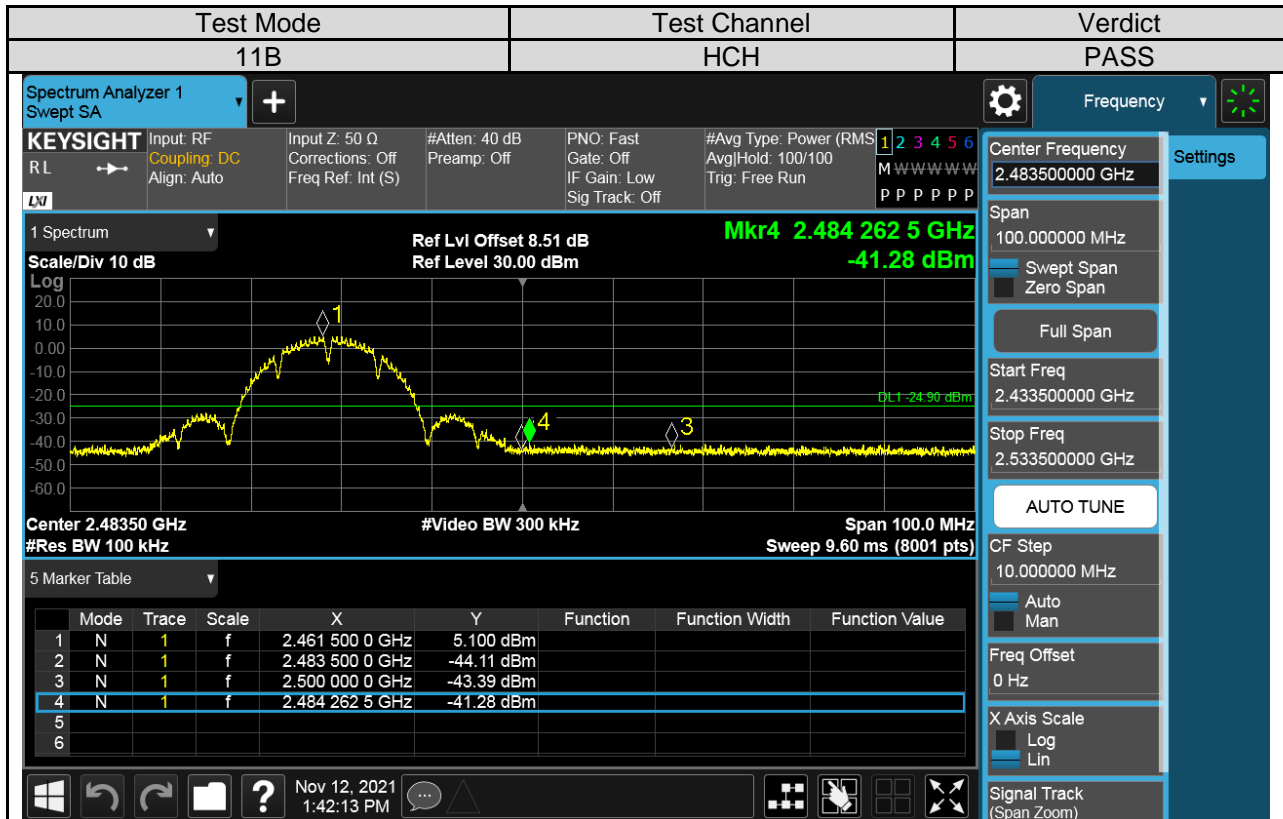 Test Mode Test Channel Verdict
11B HCH PASS
Spectrum Analyzer 1
Swept SA
Frequency
KEYSIGHT
RL
LXI
Input: RF
Coupling: DC
Align: Auto
Input Z: 50 Ω
Corrections: Off
Freq Ref: Int (S)
#Atten: 40 dB
Preamp: Off
PNO: Fast
Gate: Off
IF Gain: Low
Sig Track: Off
#Avg Type: Power (RMS
Avg|Hold: 100/100
Trig: Free Run
1 2 3 4 5 6
M W W W W W
P P P P P P
1 Spectrum
Scale/Div 10 dB
Ref Lvl Offset 8.51 dB
Ref Level 30.00 dBm
Mkr4 2.484 262 5 GHz
-41.28 dBm
Log
20.0
10.0
0.00
-10.0
-20.0
-30.0
-40.0
-50.0
-60.0
1
4
3
DL1 -24.90 dBm
Center 2.48350 GHz #Video BW 300 kHz Span 100.0 MHz
#Res BW 100 kHz Sweep 9.60 ms (8001 pts)
5 Marker Table
Mode Trace Scale X Y Function Function Width Function Value
1 N 1 f 2.461 500 0 GHz 5.100 dBm
2 N 1 f 2.483 500 0 GHz -44.11 dBm
3 N 1 f 2.500 000 0 GHz -43.39 dBm
4 N 1 f 2.484 262 5 GHz -41.28 dBm
5
6
?
Nov 12, 2021
1:42:13 PM
Center Frequency
2.483500000 GHz
Settings
Span
100.000000 MHz
Swept Span
Zero Span
Full Span
Start Freq
2.433500000 GHz
Stop Freq
2.533500000 GHz
AUTO TUNE
CF Step
10.000000 MHz
Auto
Man
Freq Offset
0 Hz
X Axis Scale
Log
Lin
Signal Track
(Span Zoom)